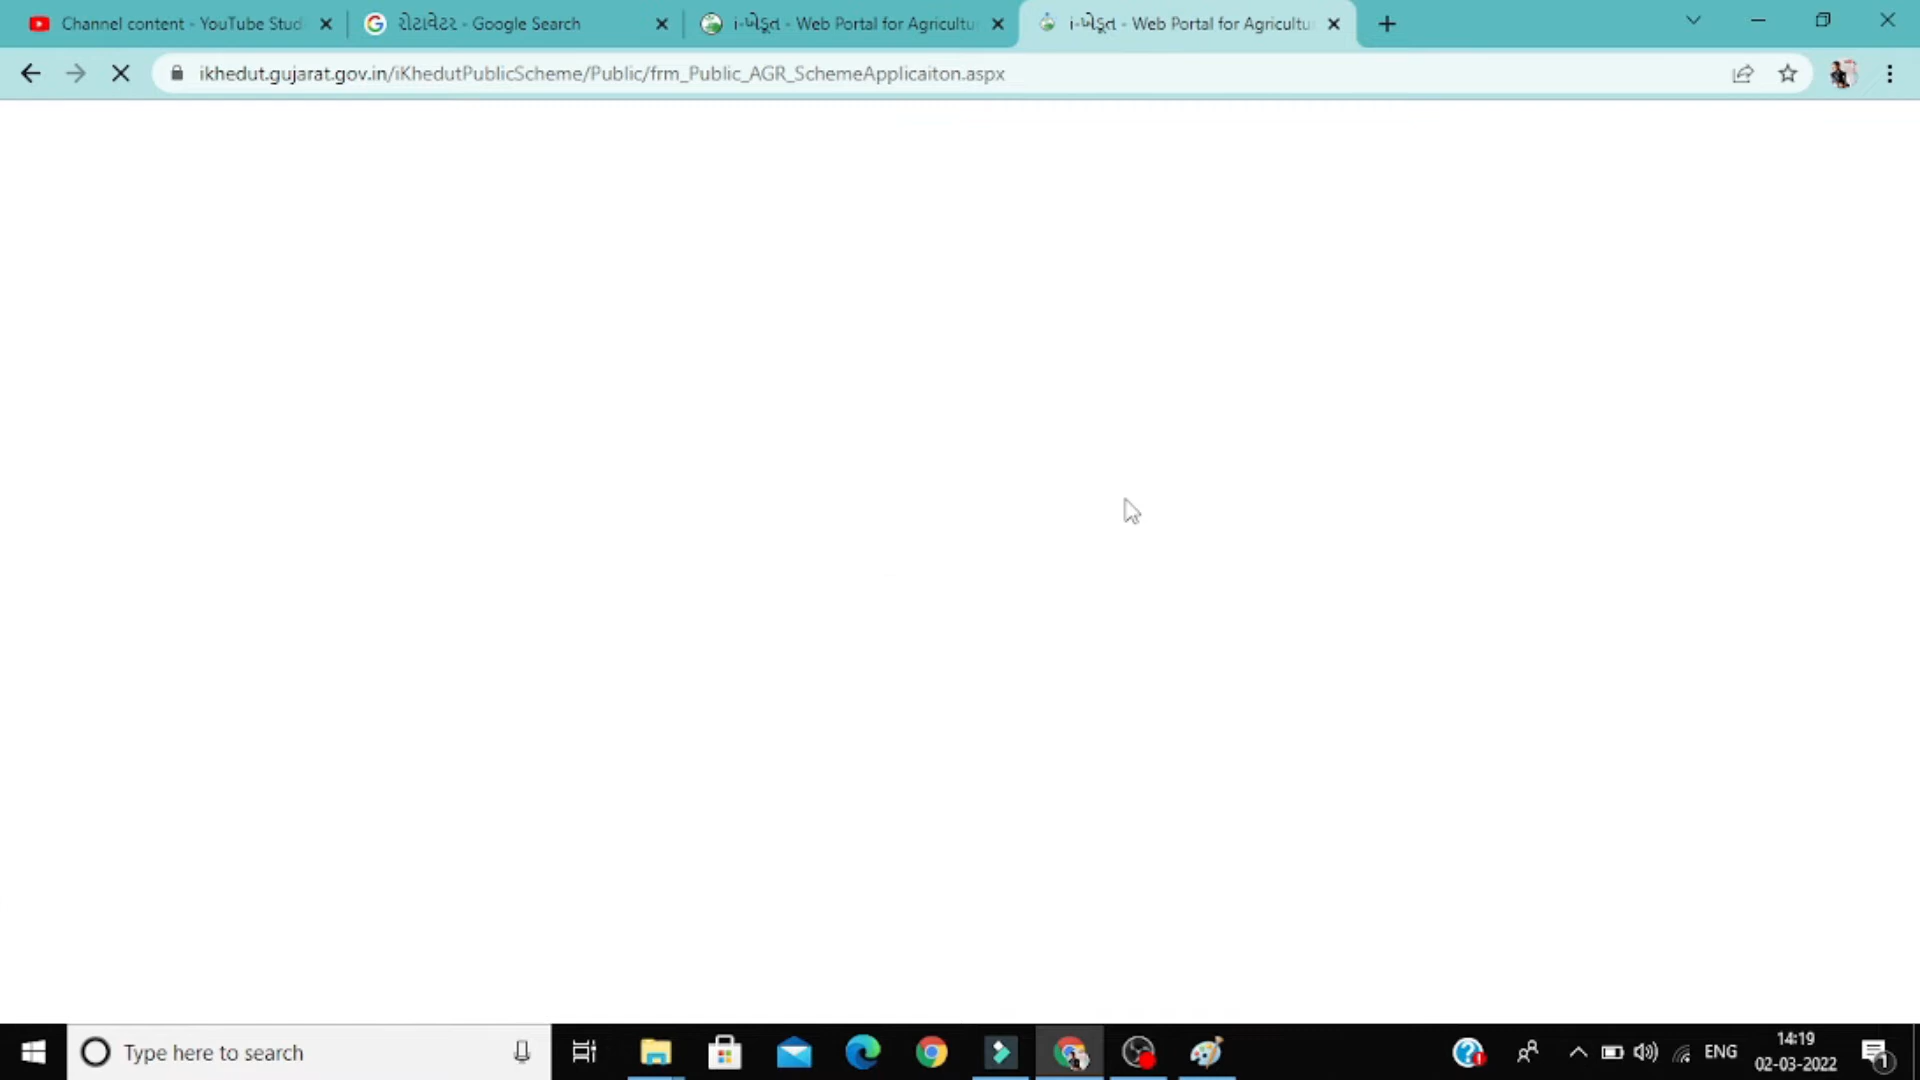 Channel content - YouTube Stud
રોટાવેટર - Google Search
i-ખેડૂત - Web Portal for Agricultu
i-ખેડૂત - Web Portal for Agricultu
ikhedut.gujarat.gov.in/iKhedutPublicScheme/Public/frm_Public_AGR_SchemeApplicaiton.aspx
Type here to search
ENG
14:19
02-03-2022
1